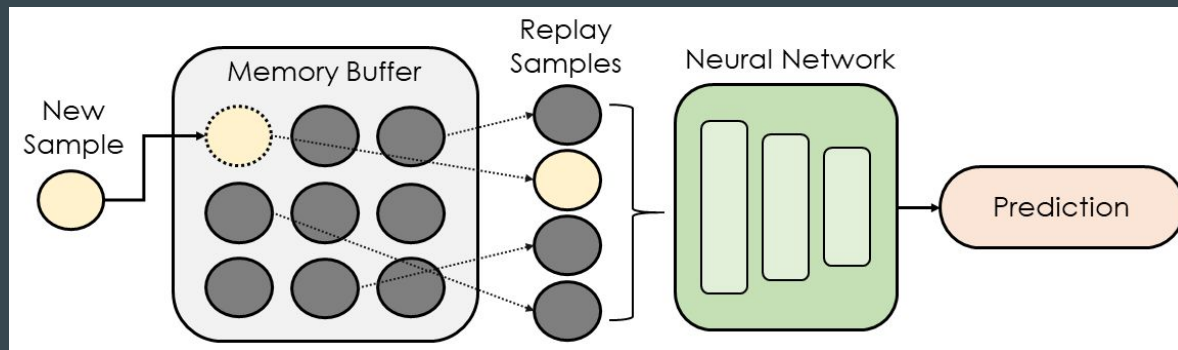 New
Sample
Memory Buffer
Replay
Samples
Neural Network
Prediction